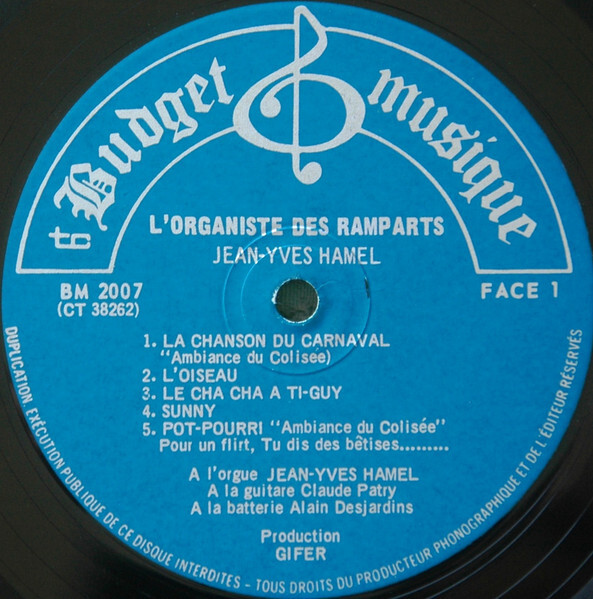 Budget musique
L'ORGANISTE DES RAMPARTS
JEAN-YVES HAMEL
BM 2007
(CT 38262)
FACE 1
1. LA CHANSON DU CARNAVAL
"Ambiance du Colisée)
2. L'OISEAU
3. LE CHA CHA A TI-GUY
4. SUNNY
5. POT-POURRI "Ambiance du Colisée"
Pour un flirt, Tu dis des bêtises.........
A l'orgue JEAN-YVES HAMEL
A la guitare Claude Patry
A la batterie Alain Desjardins
Production
GIFER
DUPLICATION, EXÉCUTION PUBLIQUE DE CE DISQUE INTERDITES - TOUS DROITS DU PRODUCTEUR PHONOGRAPHIQUE ET DE L'ÉDITEUR RÉSERVÉS